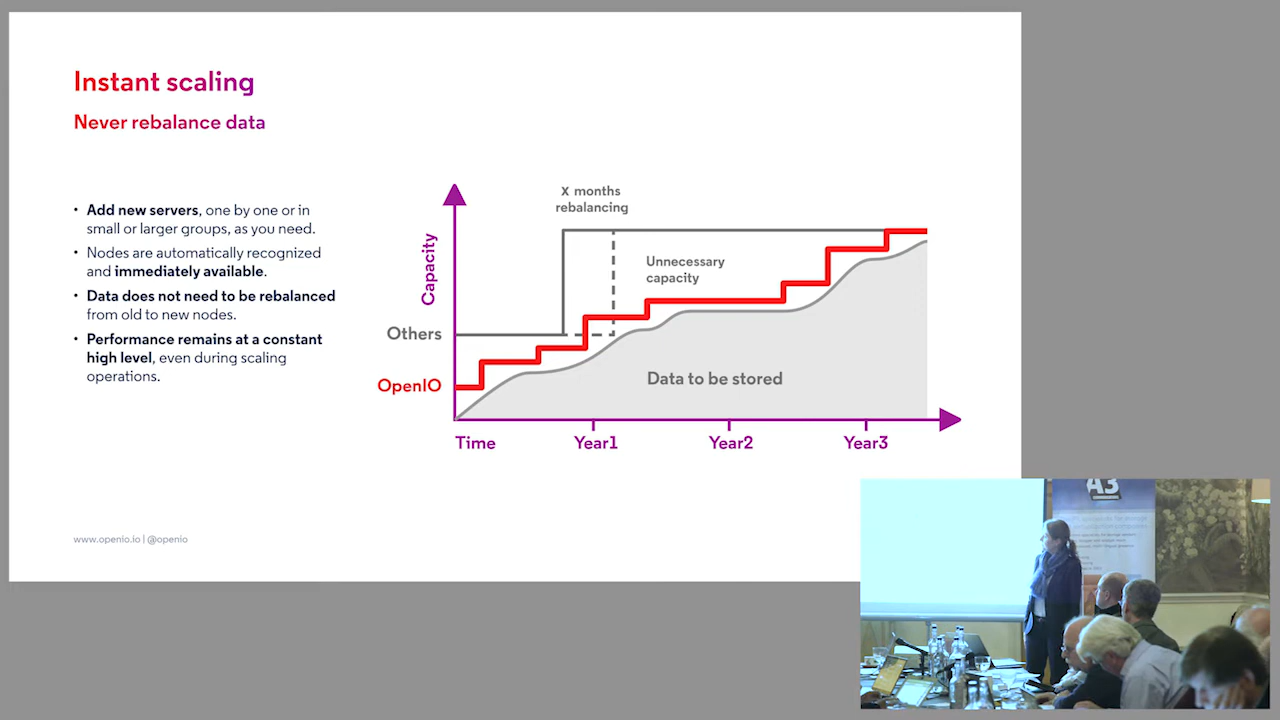 Instant scaling
Never rebalance data
• Add new servers, one by one or in
small or larger groups, as you need.
• Nodes are automatically recognized
and immediately available.
• Data does not need to be rebalanced
from old to new nodes.
• Performance remains at a constant
high level, even during scaling
operations.
X months
rebalancing
Capacity
Unnecessary
capacity
Others
OpenIO
Data to be stored
Time
Year1
Year2
Year3
www.openio.io | @openio
A3